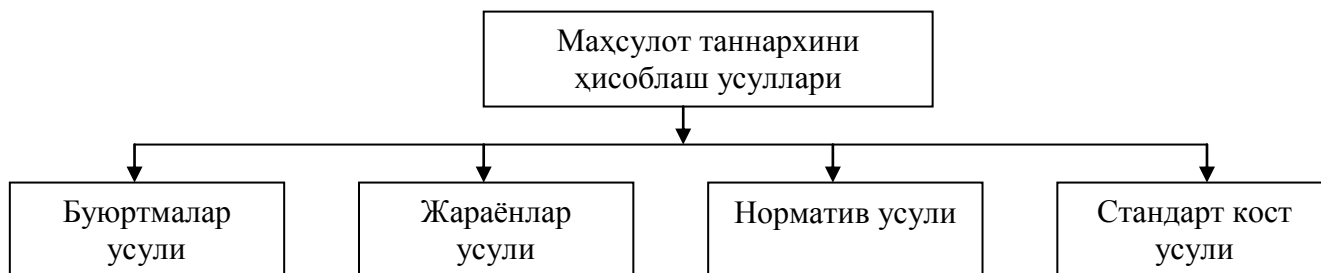 Маҳсулот таннархини
ҳисоблаш усуллари
Буюртмалар
усули
Жараёнлар
усули
Норматив усули
Стандарт кост
усули